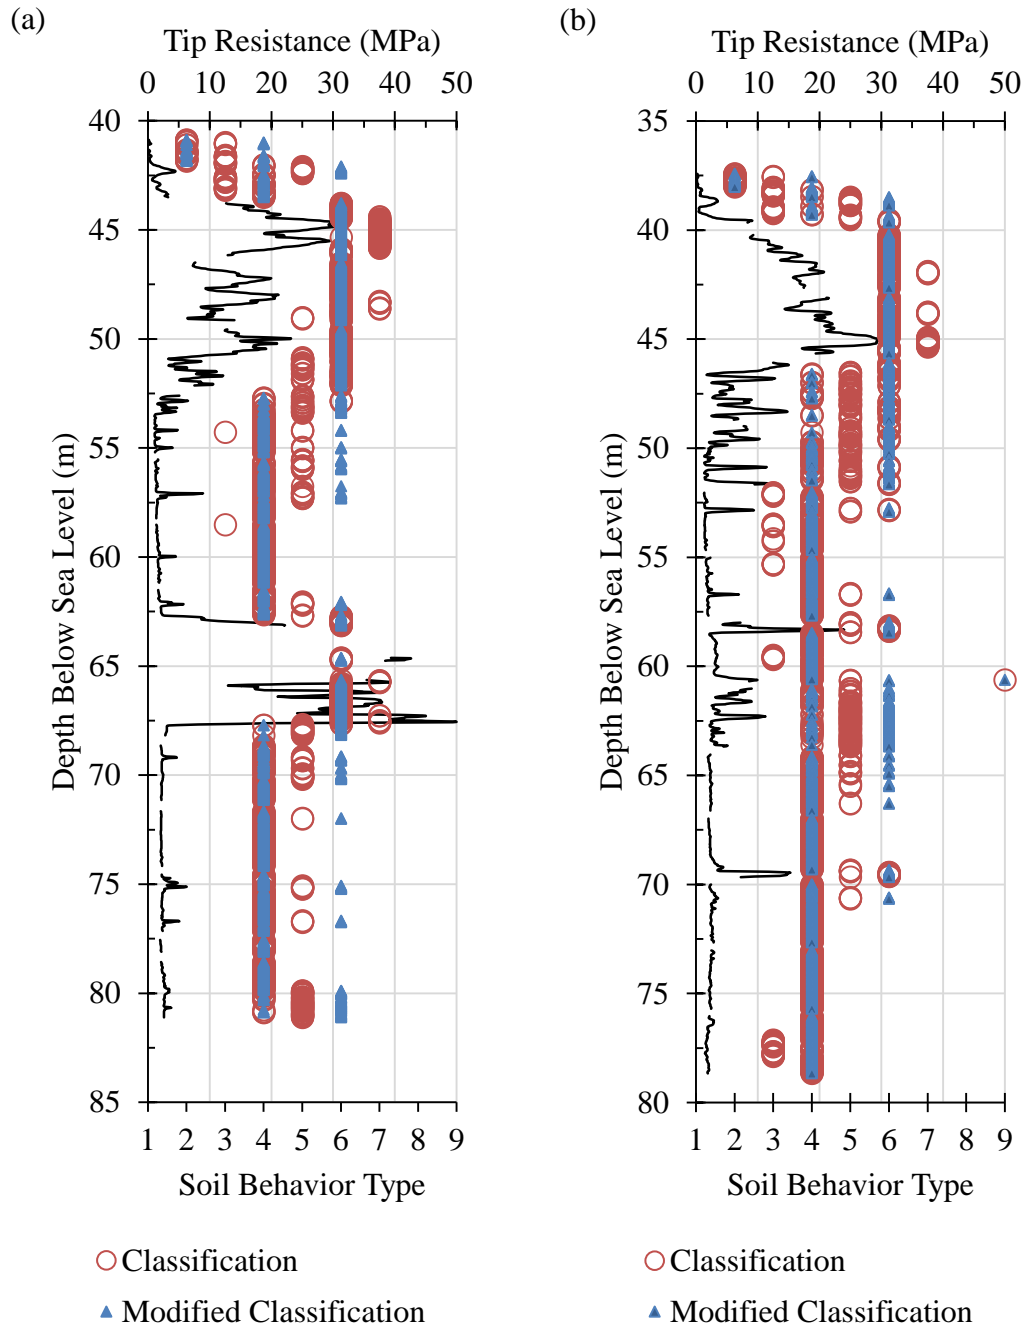 (a)
Tip Resistance (MPa)
0 10 20 30 40 50
Depth Below Sea Level (m)
40
45
50
55
60
65
70
75
80
85
1 2 3 4 5 6 7 8 9
Soil Behavior Type
Classification
Modified Classification
(b)
Tip Resistance (MPa)
0 10 20 30 40 50
Depth Below Sea Level (m)
35
40
45
50
55
60
65
70
75
80
1 2 3 4 5 6 7 8 9
Soil Behavior Type
Classification
Modified Classification